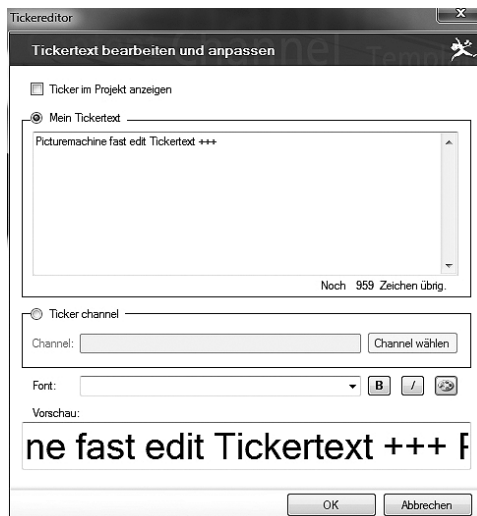 Tickereditor
Tickertext bearbeiten und anpassen
Ticker im Projekt anzeigen
Mein Tickertext
Picturemachine fast edit Tickertext +++
Noch 959 Zeichen übrig.
Ticker channel
Channel:
Channel wählen
Font:
B I
Vorschau:
ne fast edit Tickertext +++
OK Abbrechen